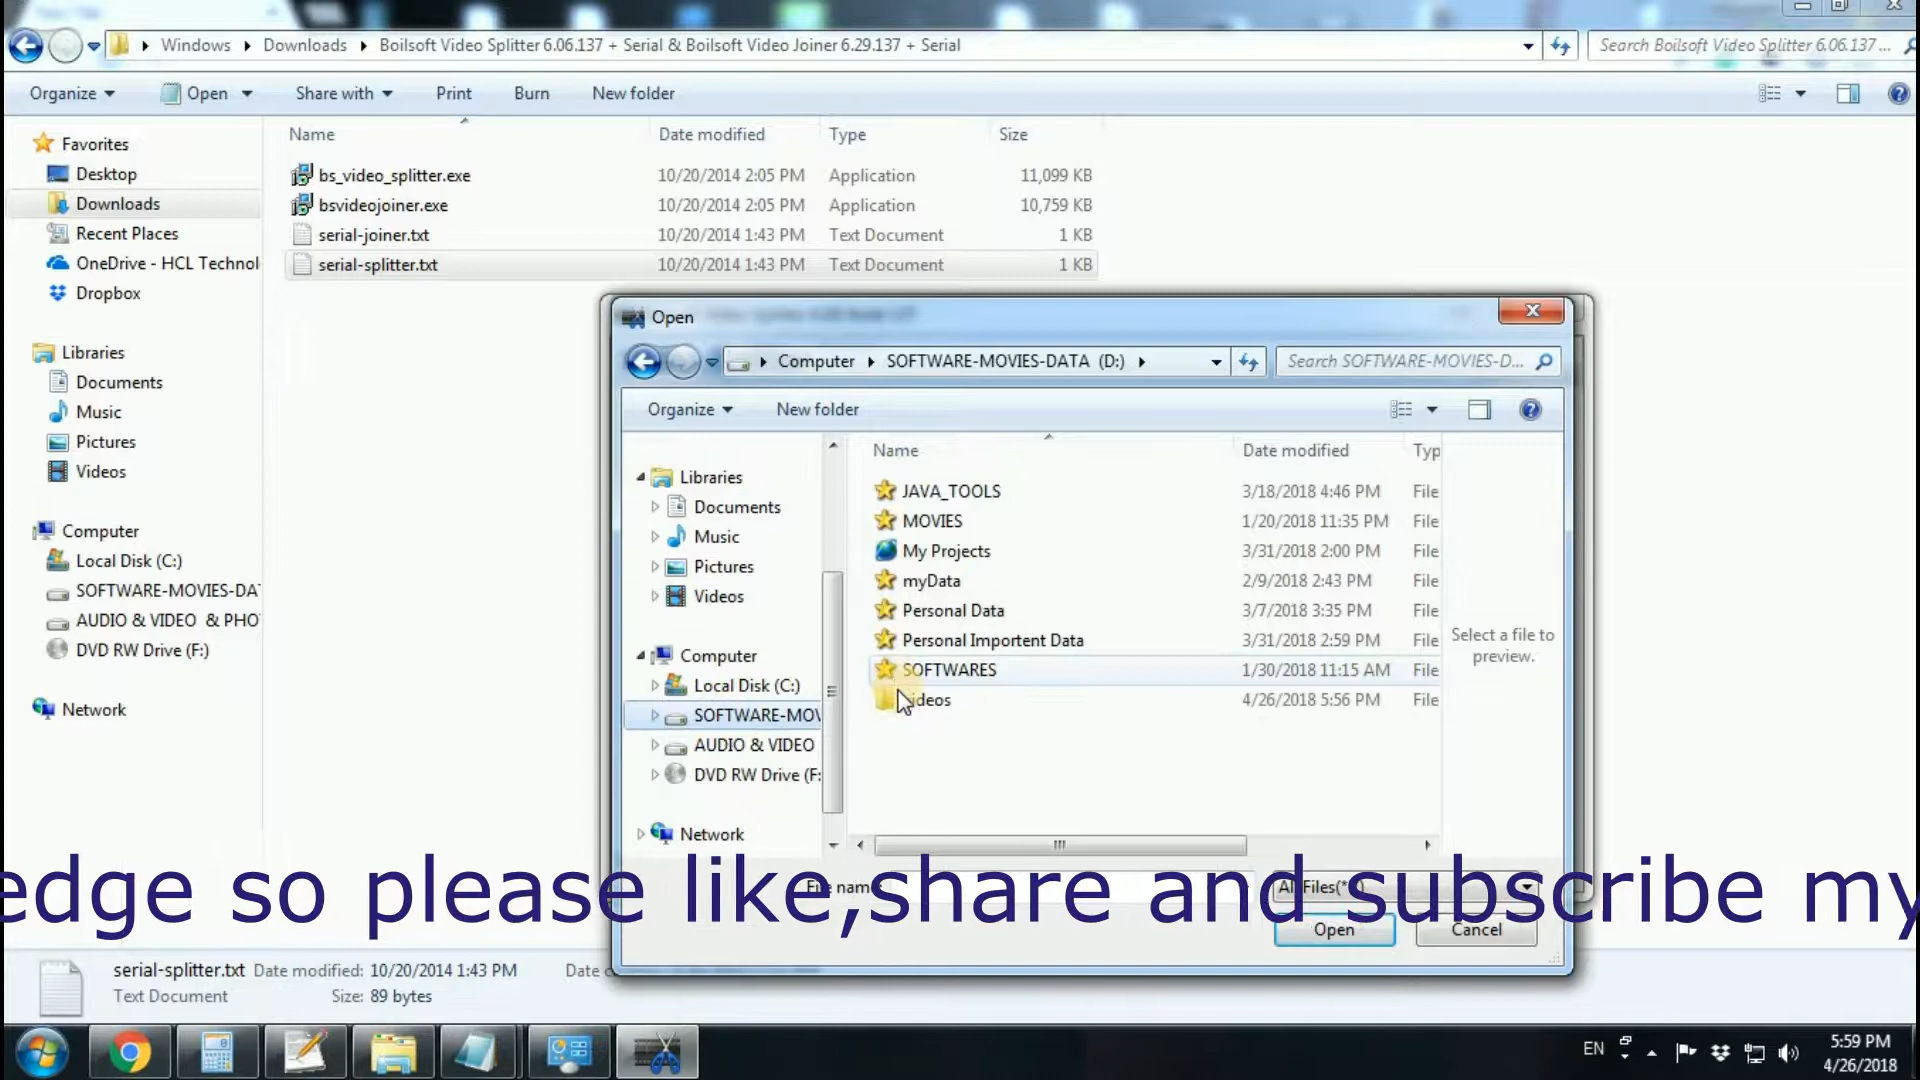 Windows Downloads Boilsoft Video Splitter 6.06.137 + Serial & Boilsoft Video Joiner 6.29.137 + Serial
Search Boilsoft Video Splitter 6.06.137 ...
Organize Open Share with Print Burn New folder
Name Date modified Type Size
Favorites
Desktop
Downloads
Recent Places
OneDrive - HCL Technol
Dropbox
Libraries
Documents
Music
Pictures
Videos
Computer
Local Disk (C:)
SOFTWARE-MOVIES-DA
AUDIO & VIDEO & PHO
DVD RW Drive (F:)
Network
bs_video_splitter.exe 10/20/2014 2:05 PM Application 11,099 KB
bsvideojoiner.exe 10/20/2014 2:05 PM Application 10,759 KB
serial-joiner.txt 10/20/2014 1:43 PM Text Document 1 KB
serial-splitter.txt 10/20/2014 1:43 PM Text Document 1 KB
Open
Computer SOFTWARE-MOVIES-DATA (D:)
Search SOFTWARE-MOVIES-D...
Organize New folder
Libraries
Documents
Music
Pictures
Videos
Computer
Local Disk (C:)
SOFTWARE-MOV
AUDIO & VIDEO
DVD RW Drive (F:
Network
Name Date modified Typ
JAVA_TOOLS 3/18/2018 4:46 PM File
MOVIES 1/20/2018 11:35 PM File
My Projects 3/31/2018 2:00 PM File
myData 2/9/2018 2:43 PM File
Personal Data 3/7/2018 3:35 PM File
Personal Importent Data 3/31/2018 2:59 PM File
SOFTWARES 1/30/2018 11:15 AM File
ideos 4/26/2018 5:56 PM File
Select a file to
preview.
File name
All Files(*.*)
edge so please like,share and subscribe my
Open Cancel
serial-splitter.txt Date modified: 10/20/2014 1:43 PM Date c
Text Document Size: 89 bytes
EN
5:59 PM
4/26/2018